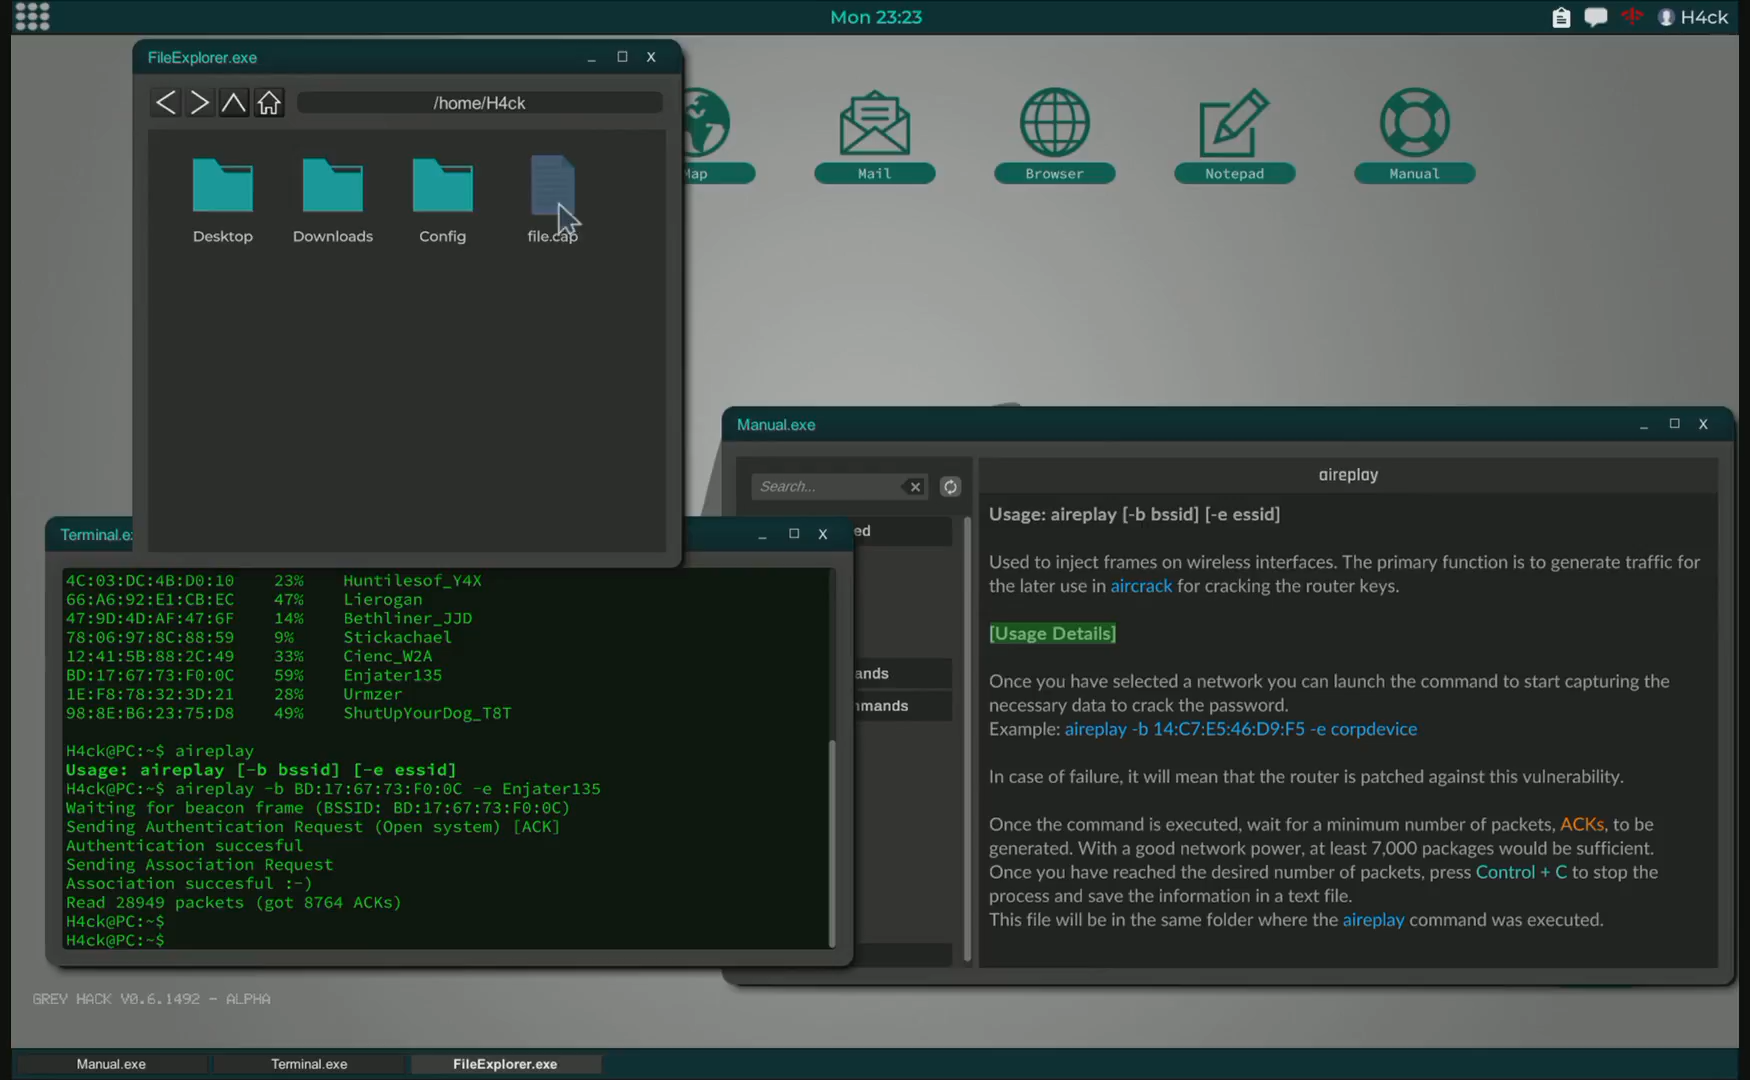 Mon 23:23
H4ck
FileExplorer.exe
_ □ X
/home/H4ck
Desktop
Downloads
Config
file.cap
Map
Mail
Browser
Notepad
Manual
Manual.exe
_ □ X
Search...
ed
ands
mmands
aireplay
Usage: aireplay [-b bssid] [-e essid]
Used to inject frames on wireless interfaces. The primary function is to generate traffic for
the later use in aircrack for cracking the router keys.
[Usage Details]
Once you have selected a network you can launch the command to start capturing the
necessary data to crack the password.
Example: aireplay -b 14:C7:E5:46:D9:F5 -e corpdevice
In case of failure, it will mean that the router is patched against this vulnerability.
Once the command is executed, wait for a minimum number of packets, ACKs, to be
generated. With a good network power, at least 7,000 packages would be sufficient.
Once you have reached the desired number of packets, press Control + C to stop the
process and save the information in a text file.
This file will be in the same folder where the aireplay command was executed.
Terminal.e
_ □ X
4C:03:DC:4B:D0:10 23% Huntilesof_Y4X
66:A6:92:E1:CB:EC 47% Lierogan
47:9D:4D:AF:47:6F 14% Bethliner_JJD
78:06:97:8C:88:59 9% Stickachael
12:41:5B:88:2C:49 33% Cienc_W2A
BD:17:67:73:F0:0C 59% Enjater135
1E:F8:78:32:3D:21 28% Urmzer
98:8E:B6:23:75:D8 49% ShutUpYourDog_T8T
H4ck@PC:~$ aireplay
Usage: aireplay [-b bssid] [-e essid]
H4ck@PC:~$ aireplay -b BD:17:67:73:F0:0C -e Enjater135
Waiting for beacon frame (BSSID: BD:17:67:73:F0:0C)
Sending Authentication Request (Open system) [ACK]
Authentication succesful
Sending Association Request
Association succesful :-)
Read 28949 packets (got 8764 ACKs)
H4ck@PC:~$
H4ck@PC:~$
GREY HACK V0.6.1492 - ALPHA
Manual.exe
Terminal.exe
FileExplorer.exe